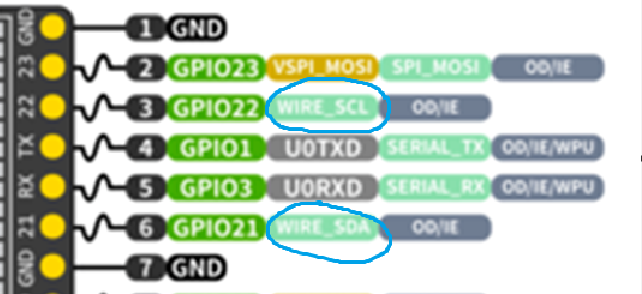 GND 1 GND
23 2 GPIO23 VSPI_MOSI SPI_MOSI OD/IE
22 3 GPIO22 WIRE_SCL OD/IE
TX 4 GPIO1 U0TXD SERIAL_TX OD/IE/WPU
RX 5 GPIO3 U0RXD SERIAL_RX OD/IE/WPU
21 6 GPIO21 WIRE_SDA OD/IE
GND 7 GND